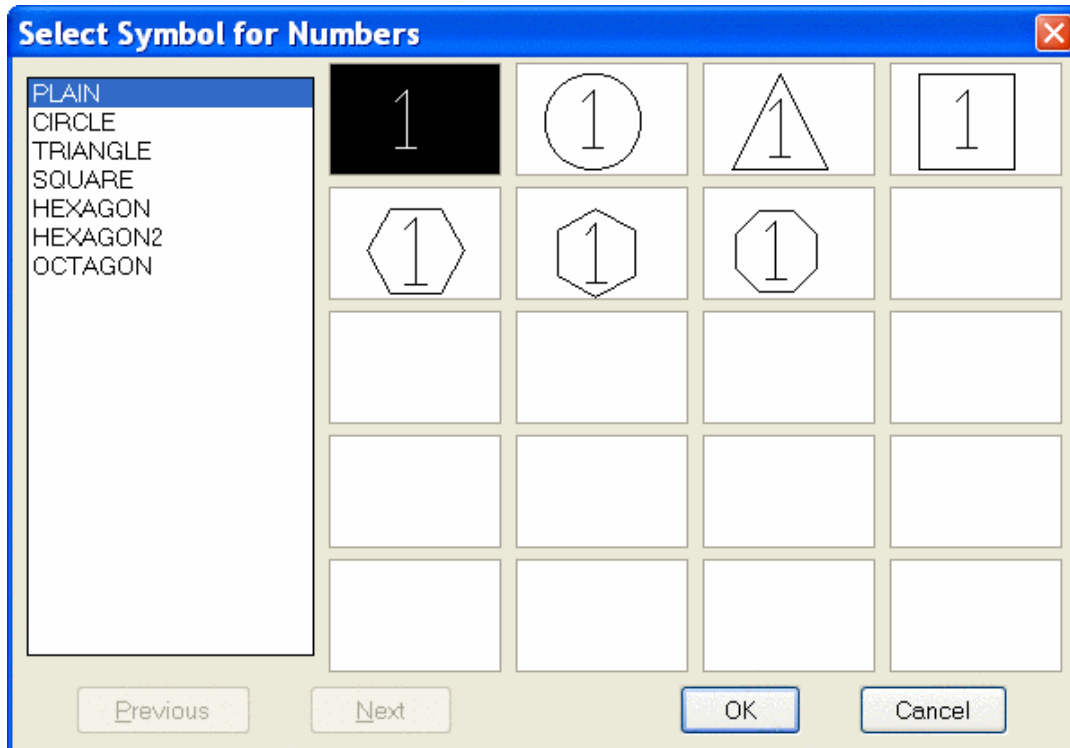 Select Symbol for Numbers
PLAIN
CIRCLE
TRIANGLE
SQUARE
HEXAGON
HEXAGON2
OCTAGON
1 1 1 1
1 1 1
Previous Next OK Cancel